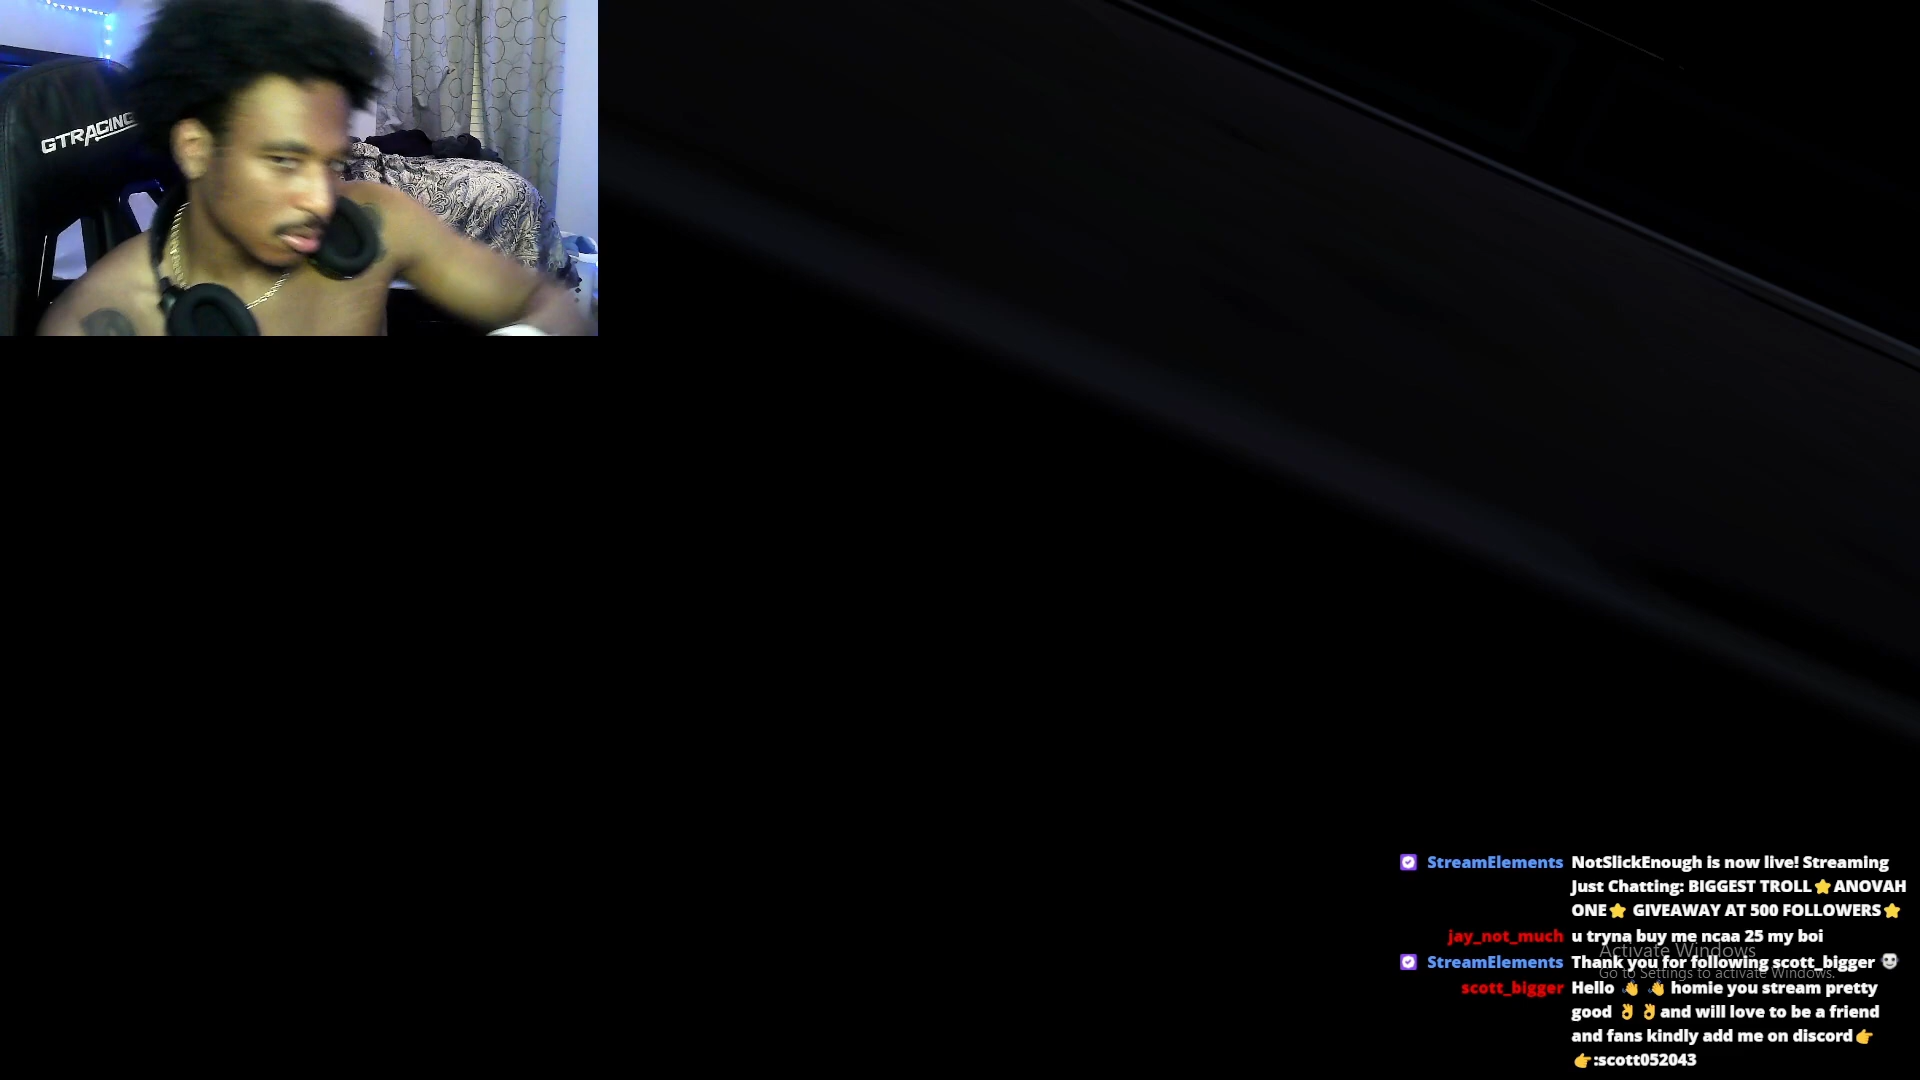 GTRACING
StreamElements NotSlickEnough is now live! Streaming
Just Chatting: BIGGEST TROLL⭐ANOVAH
ONE⭐ GIVEAWAY AT 500 FOLLOWERS⭐
jay_not_much u tryna buy me ncaa 25 my boi
Activate Windows
StreamElements Thank you for following scott_bigger 💀
Go to Settings to activate Windows.
scott_bigger Hello 👋 👋 homie you stream pretty
good 👌 👌and will love to be a friend
and fans kindly add me on discord👉
👉:scott052043